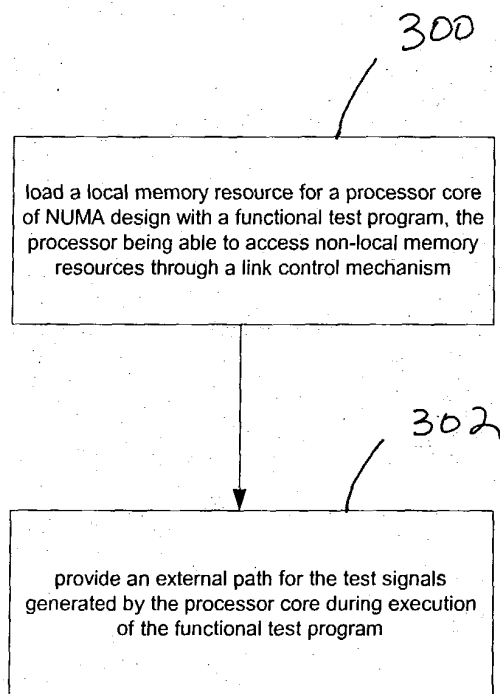 300
load a local memory resource for a processor core
of NUMA design with a functional test program, the
processor being able to access non-local memory
resources through a link control mechanism
302
provide an external path for the test signals
generated by the processor core during execution
of the functional test program